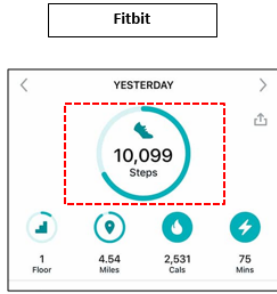 Fitbit
YESTERDAY
10,099
Steps
1 4.54 2,531 75
Floor Miles Cals Mins